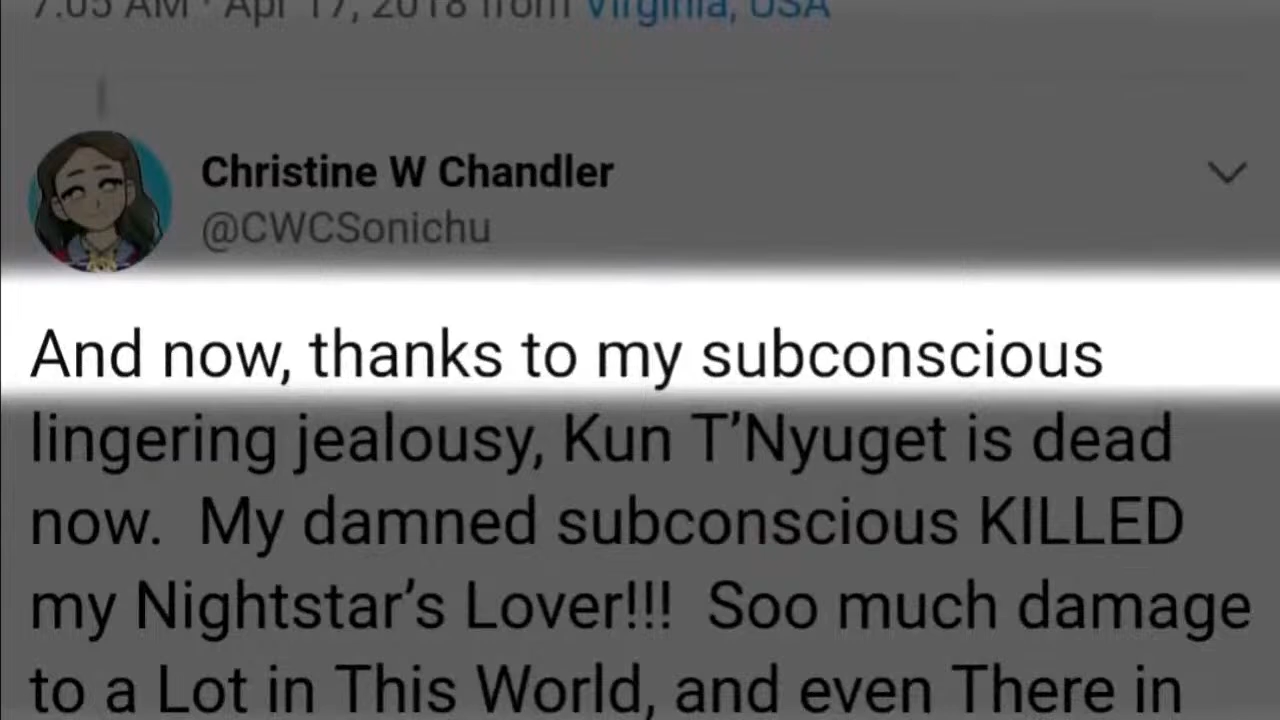 7:05 AM · Apr 17, 2018 from Virginia, USA
Christine W Chandler
@CWCSonichu
And now, thanks to my subconscious
lingering jealousy, Kun T’Nyuget is dead
now.  My damned subconscious KILLED
my Nightstar’s Lover!!!  Soo much damage
to a Lot in This World, and even There in